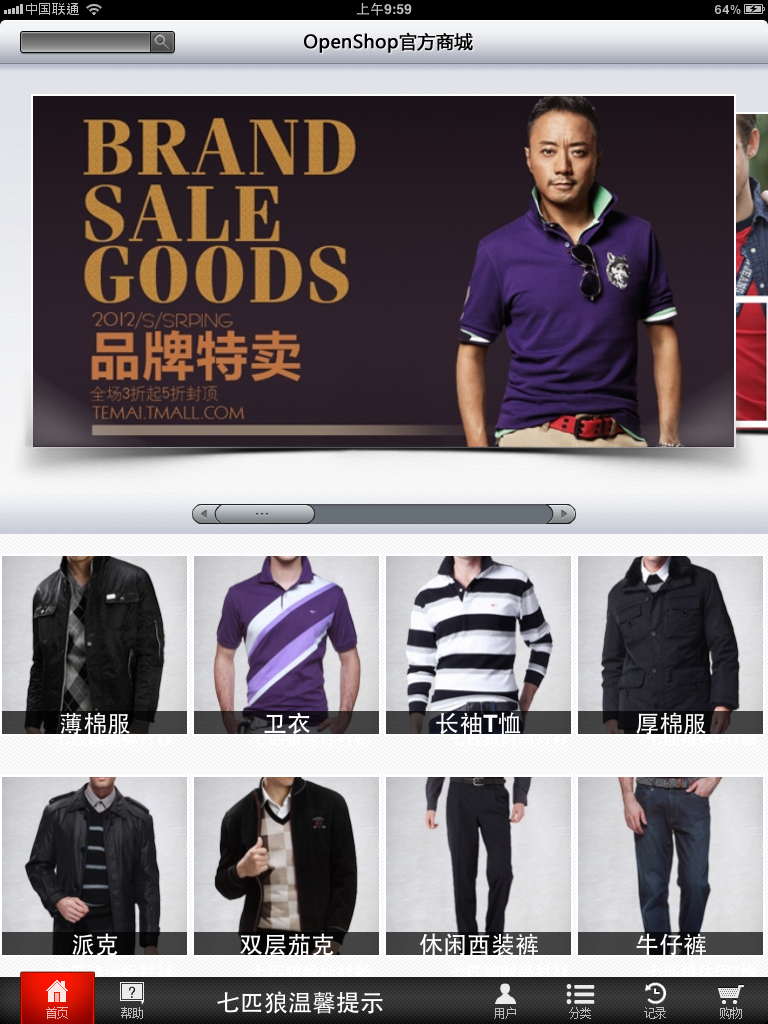 中国联通
上午9:59
64%
OpenShop官方商城
BRAND
SALE
GOODS
2012/S/SRPING
品牌特卖
全场3折起5折封顶
TEMAI.TMALL.COM
JEANS
薄棉服
卫衣
长袖T恤
厚棉服
派克
双层茄克
休闲西装裤
牛仔裤
首页
帮助
七匹狼温馨提示
用户
分类
记录
购物